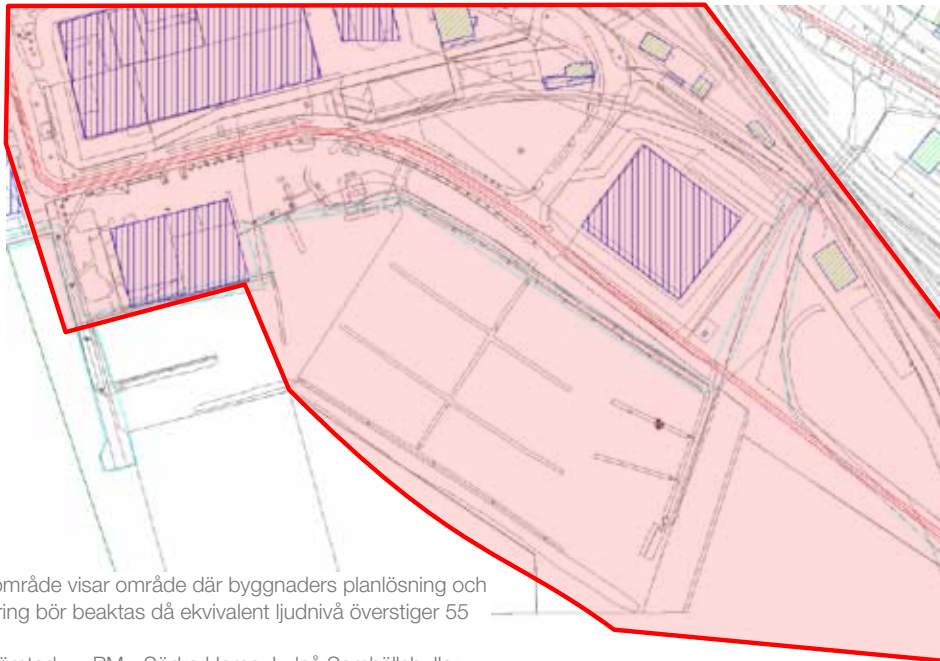 område visar område där byggnaders planlösning och
ring bör beaktas då ekvivalent ljudnivå överstiger 55